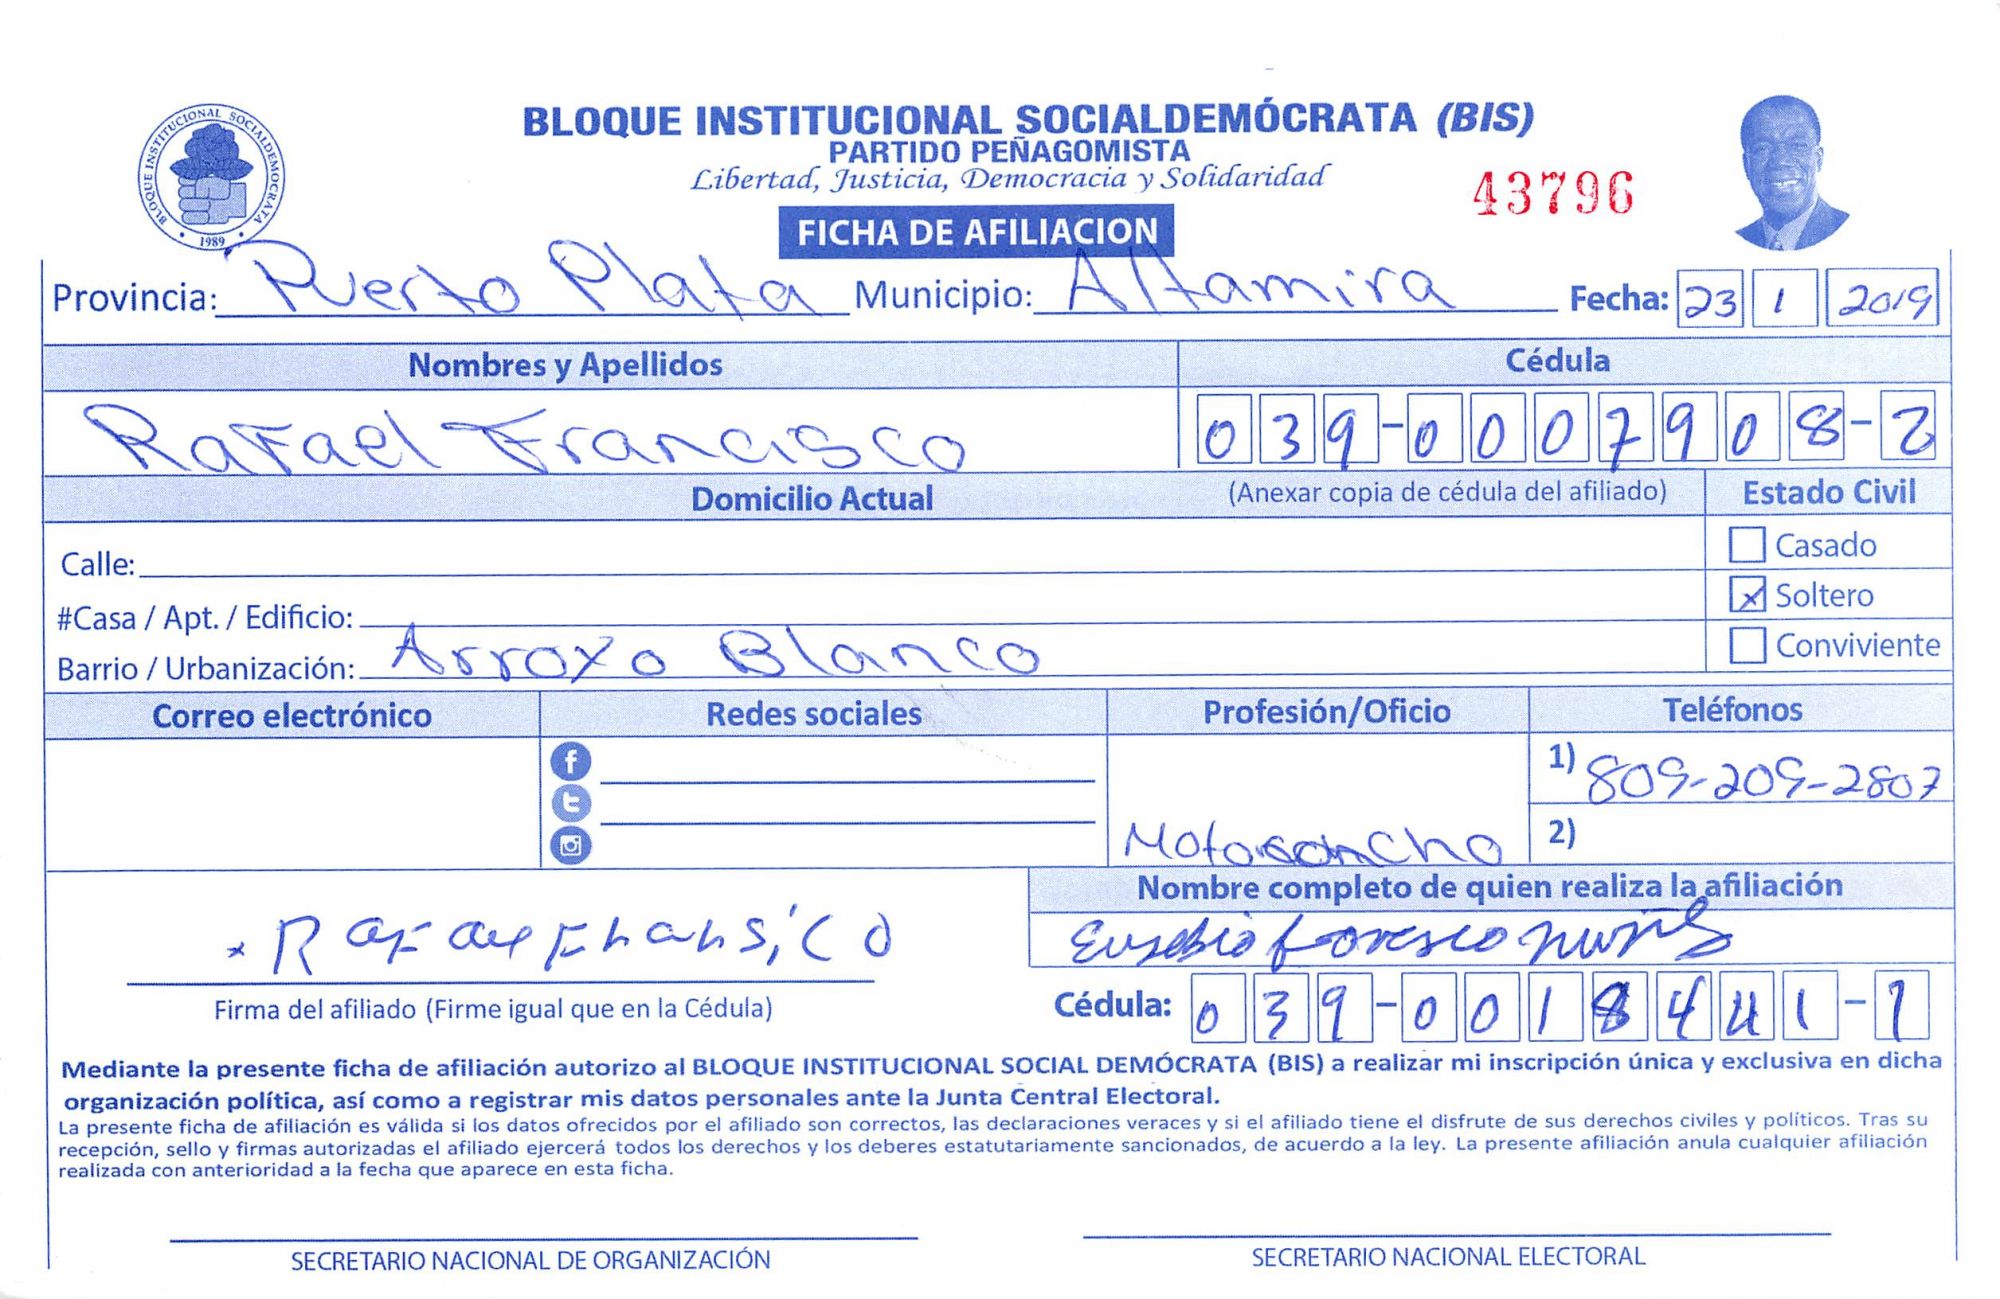 BLOQUE INSTITUCIONAL SOCIALDEMOCRATA
1989
BLOQUE INSTITUCIONAL SOCIALDEMÓCRATA (BIS)
PARTIDO PEÑAGOMISTA
Libertad, Justicia, Democracia y Solidaridad
43796
FICHA DE AFILIACION
Provincia: Puerto Plata Municipio: Altamira Fecha: 23 1 2019
Nombres y Apellidos Cédula
Rafael Francisco 039-0007908-2
Domicilio Actual (Anexar copia de cédula del afiliado) Estado Civil
Calle: Casado
#Casa / Apt. / Edificio: x Soltero
Barrio / Urbanización: Arroyo Blanco Conviviente
Correo electrónico Redes sociales Profesión/Oficio Teléfonos
1) 809-209-2807
2)
Nombre completo de quien realiza la afiliación
Eusebio
Firma del afiliado (Firme igual que en la Cédula) Cédula: 039-0018441-1
Mediante la presente ficha de afiliación autorizo al BLOQUE INSTITUCIONAL SOCIAL DEMÓCRATA (BIS) a realizar mi inscripción única y exclusiva en dicha
organización política, así como a registrar mis datos personales ante la Junta Central Electoral.
La presente ficha de afiliación es válida si los datos ofrecidos por el afiliado son correctos, las declaraciones veraces y si el afiliado tiene el disfrute de sus derechos civiles y políticos. Tras su
recepción, sello y firmas autorizadas el afiliado ejercerá todos los derechos y los deberes estatutariamente sancionados, de acuerdo a la ley. La presente afiliación anula cualquier afiliación
realizada con anterioridad a la fecha que aparece en esta ficha.
SECRETARIO NACIONAL DE ORGANIZACIÓN SECRETARIO NACIONAL ELECTORAL